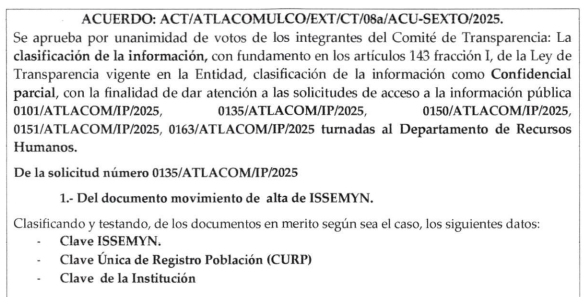 ACUERDO: ACT/ATLACOMULCO/EXT/CT/08a/ACU-SEXTO/2025.
Se aprueba por unanimidad de votos de los integrantes del Comité de Transparencia: La
clasificación de la información, con fundamento en los artículos 143 fracción I, de la Ley de
Transparencia vigente en la Entidad, clasificación de la información como Confidencial
parcial, con la finalidad de dar atención a las solicitudes de acceso a la información pública
0101/ATLACOM/IP/2025, 0135/ATLACOM/IP/2025, 0150/ATLACOM/IP/2025,
0151/ATLACOM/IP/2025, 0163/ATLACOM/IP/2025 turnadas al Departamento de Recursos
Humanos.
De la solicitud número 0135/ATLACOM/IP/2025
1.- Del documento movimiento de alta de ISSEMYN.
Clasificando y testando, de los documentos en merito según sea el caso, los siguientes datos:
- Clave ISSEMYN.
- Clave Única de Registro Población (CURP)
- Clave de la Institución